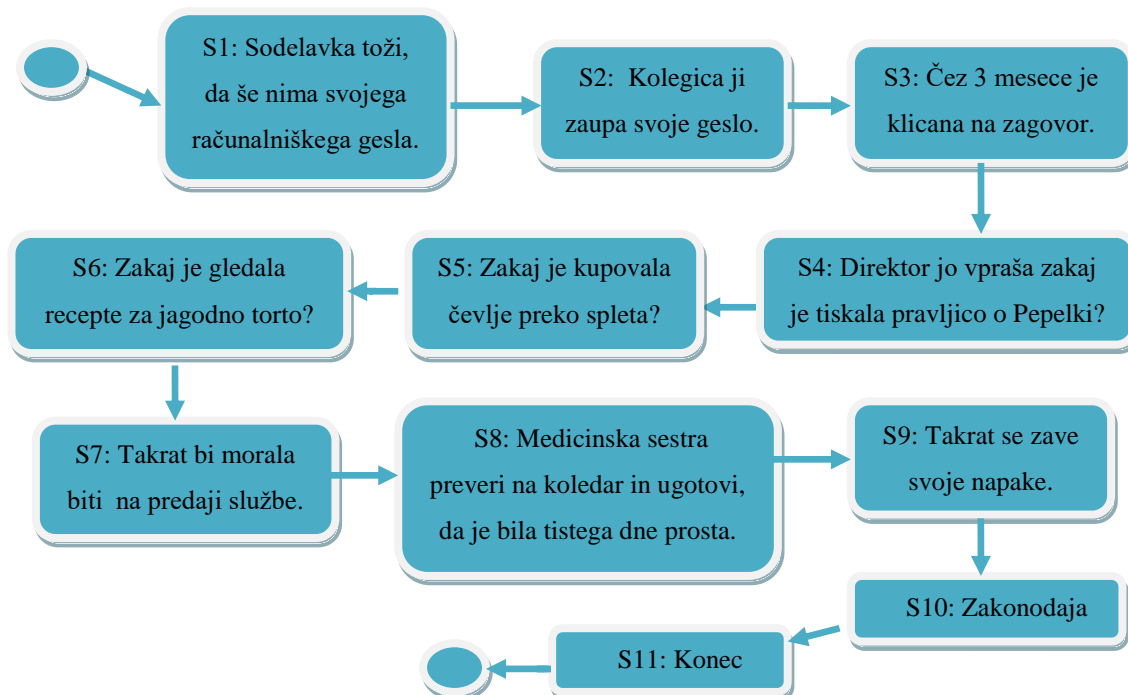 S1: Sodelavka toži,
da še nima svojega
računalniškega gesla.
S2: Kolegica ji
zaupa svoje geslo.
S3: Čez 3 mesece je
klicana na zagovor.
S4: Direktor jo vpraša zakaj
je tiskala pravljico o Pepelki?
S5: Zakaj je kupovala
čevlje preko spleta?
S6: Zakaj je gledala
recepte za jagodno torto?
S7: Takrat bi morala
biti na predaji službe.
S8: Medicinska sestra
preveri na koledar in ugotovi,
da je bila tistega dne prosta.
S9: Takrat se zave
svoje napake.
S10: Zakonodaja
S11: Konec